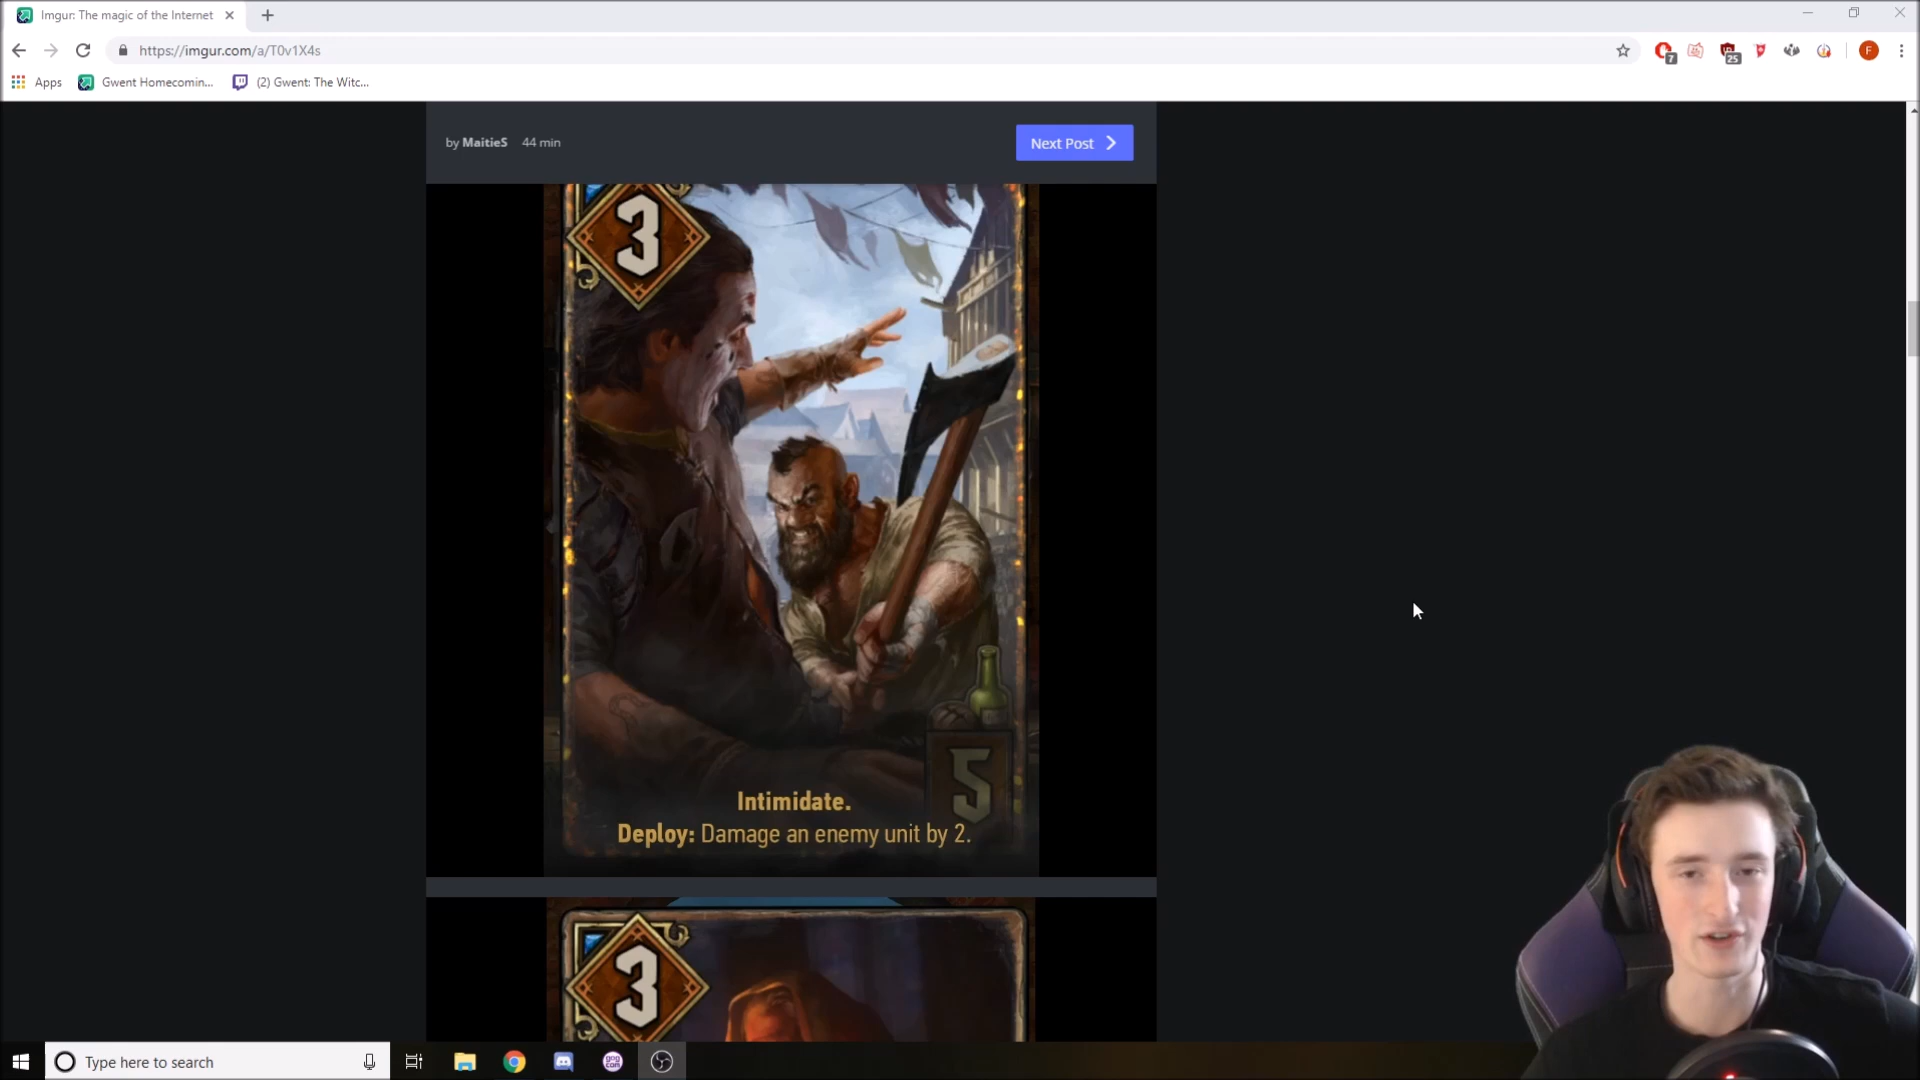 Imgur: The magic of the Internet
https://imgur.com/a/T0v1X4s
7
25
F
Apps
Gwent Homecomin...
(2) Gwent: The Witc...
by MaitieS 44 min
Next Post
3
5
Intimidate.
Deploy: Damage an enemy unit by 2.
3
Type here to search